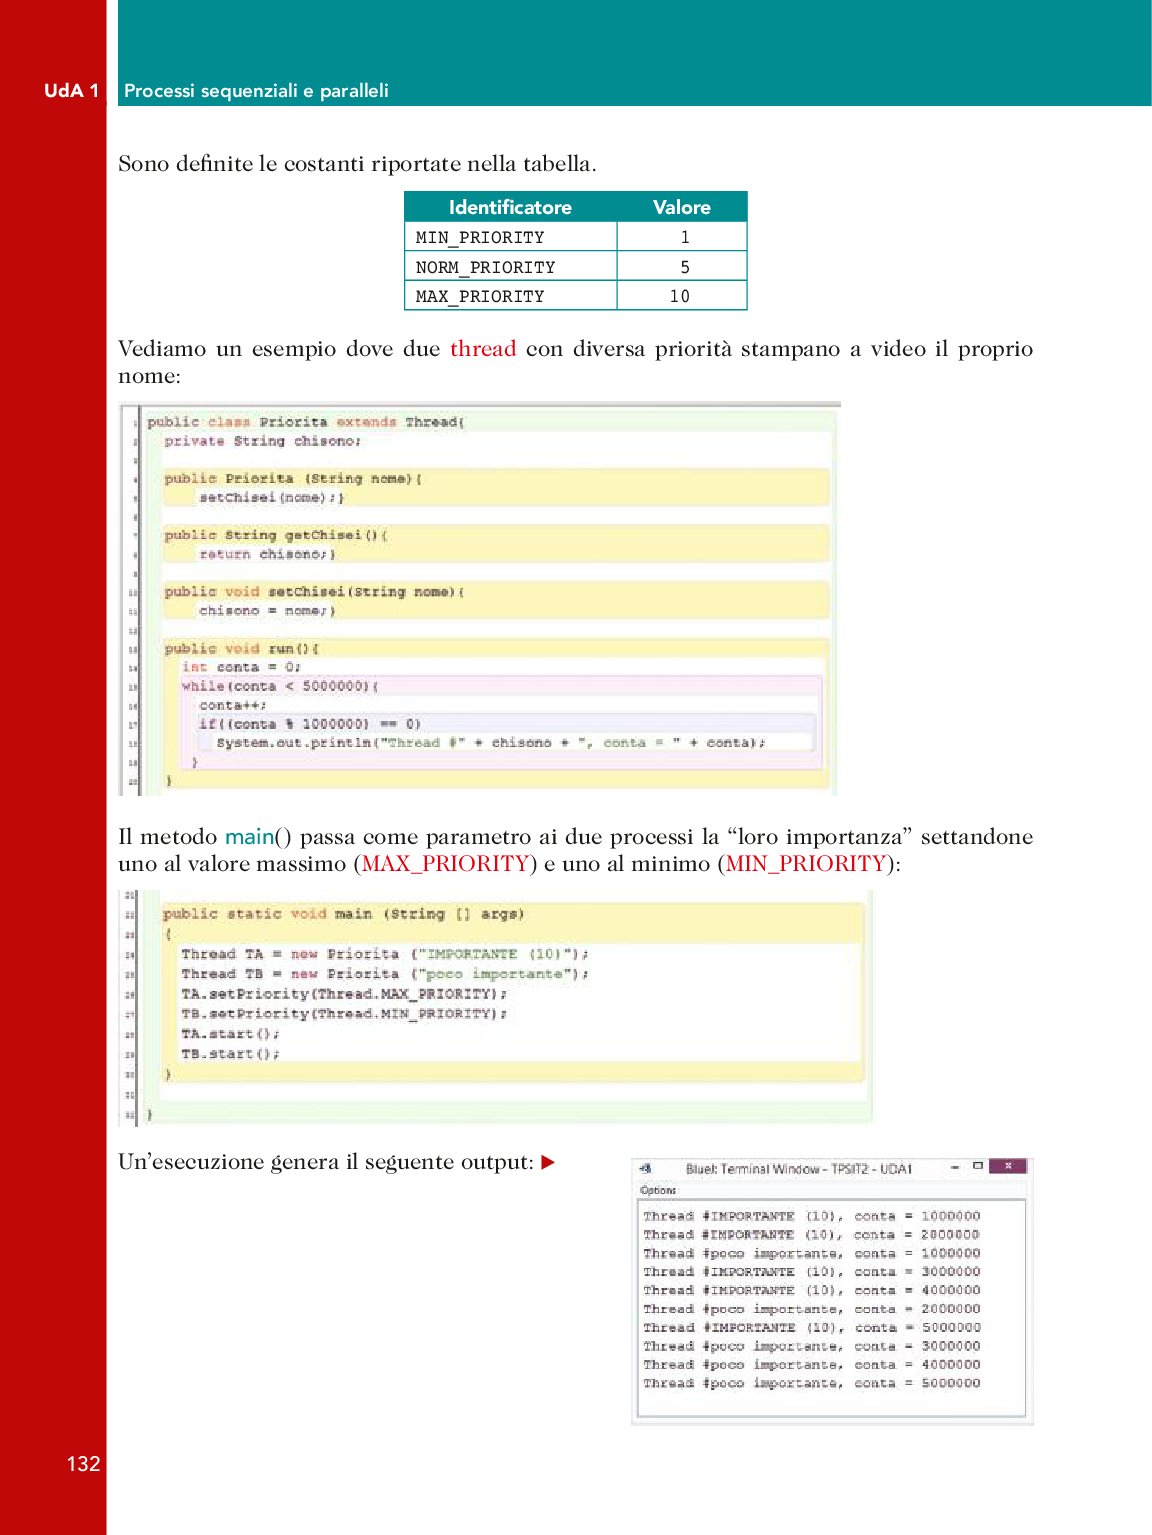 UdA 1 Processi sequenziali e paralleli
Sono definite le costanti riportate nella tabella.
Identificatore Valore
MIN_PRIORITY 1
NORM_PRIORITY 5
MAX_PRIORITY 10
Vediamo un esempio dove due thread con diversa priorità stampano a video il proprio
nome:
public class Priorita extends Thread{
private String chisono;
public Priorita (String nome){
setChisei(nome);}
public String getChisei(){
return chisono;}
public void setChisei(String nome){
chisono = nome;}
public void run(){
int conta = 0;
while(conta < 5000000){
conta++;
if((conta % 1000000) == 0)
System.out.println("Thread #" + chisono + ", conta = " + conta);
}
}
Il metodo main() passa come parametro ai due processi la “loro importanza” settandone
uno al valore massimo (MAX_PRIORITY) e uno al minimo (MIN_PRIORITY):
public static void main (String [] args)
{
Thread TA = new Priorita ("IMPORTANTE (10)");
Thread TB = new Priorita ("poco importante");
TA.setPriority(Thread.MAX_PRIORITY);
TB.setPriority(Thread.MIN_PRIORITY);
TA.start();
TB.start();
}
}
Un’esecuzione genera il seguente output: ▶
BlueJ: Terminal Window - TPSIT2 - UDA1
Options
Thread #IMPORTANTE (10), conta = 1000000
Thread #IMPORTANTE (10), conta = 2000000
Thread #poco importante, conta = 1000000
Thread #IMPORTANTE (10), conta = 3000000
Thread #IMPORTANTE (10), conta = 4000000
Thread #poco importante, conta = 2000000
Thread #IMPORTANTE (10), conta = 5000000
Thread #poco importante, conta = 3000000
Thread #poco importante, conta = 4000000
Thread #poco importante, conta = 5000000
132